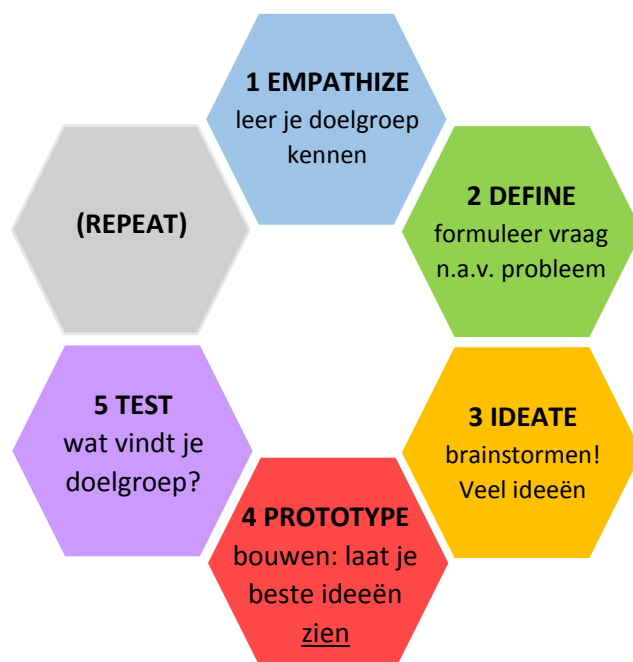 1 EMPATHIZE
leer je doelgroep
kennen
2 DEFINE
formuleer vraag
n.a.v. probleem
3 IDEATE
brainstormen!
Veel ideeën
4 PROTOTYPE
bouwen: laat je
beste ideeën
zien
5 TEST
wat vindt je
doelgroep?
(REPEAT)